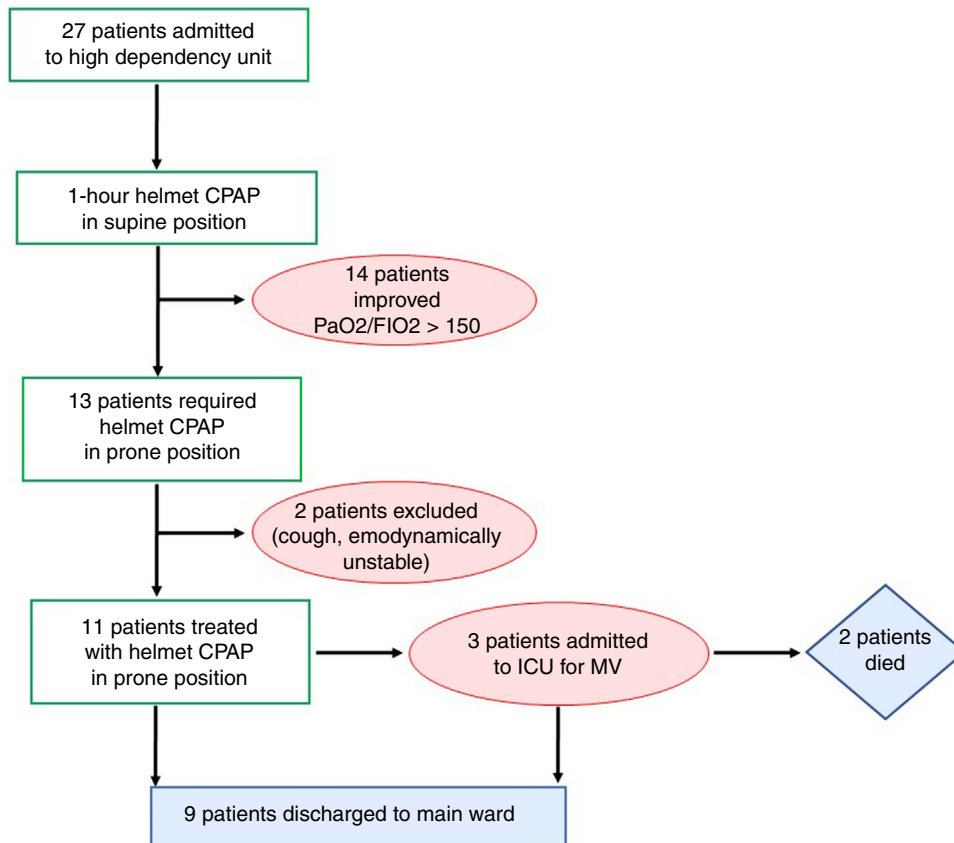 27 patients admitted
to high dependency unit
1-hour helmet CPAP
in supine position
14 patients
improved
PaO2/FIO2 > 150
13 patients required
helmet CPAP
in prone position
2 patients excluded
(cough, emodynamically
unstable)
11 patients treated
with helmet CPAP
in prone position
3 patients admitted
to ICU for MV
2 patients
died
9 patients discharged to main ward